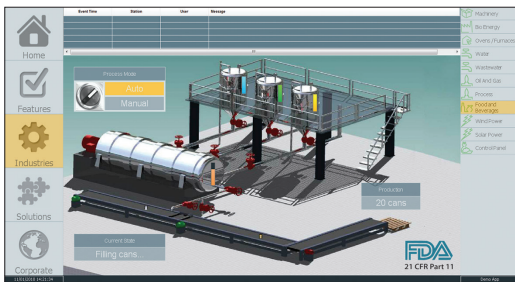 Event Time Station User Message
Home
Features
Industries
Solutions
Corporate
Process Mode
Auto
Manual
Production
20 cans
Current State
Filling cans...
FDA
21 CFR Part 11
Machinery
Bio Energy
Ovens / Furnaces
Water
Wastewater
Oil And Gas
Process
Food and
Beverages
Wind Power
Solar Power
Control Panel
Demo App